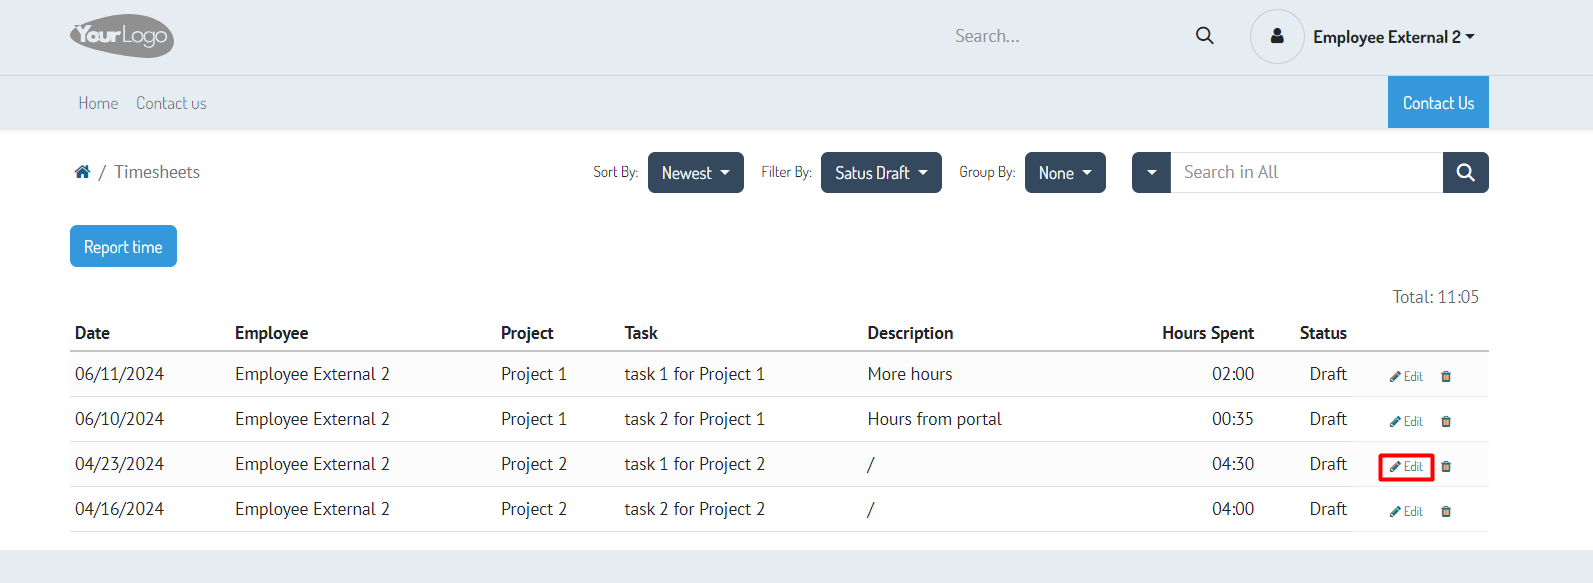 YourLogo
Search...
Employee External 2
Home Contact us
Contact Us
/ Timesheets
Sort By: Newest Filter By: Satus Draft Group By: None Search in All
Report time
Total: 11:05
Date Employee Project Task Description Hours Spent Status
06/11/2024 Employee External 2 Project 1 task 1 for Project 1 More hours 02:00 Draft Edit
06/10/2024 Employee External 2 Project 1 task 2 for Project 1 Hours from portal 00:35 Draft Edit
04/23/2024 Employee External 2 Project 2 task 1 for Project 2 / 04:30 Draft Edit
04/16/2024 Employee External 2 Project 2 task 2 for Project 2 / 04:00 Draft Edit